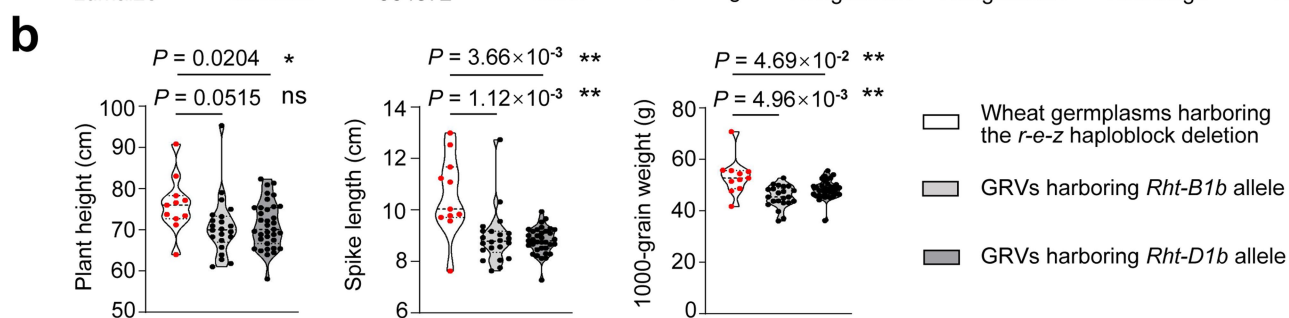 b
P = 0.0204 *
P = 0.0515 ns
Plant height (cm)
100
90
80
70
60
50
P = 3.66×10-3 **
P = 1.12×10-3 **
Spike length (cm)
14
12
10
8
6
P = 4.69×10-2 **
P = 4.96×10-3 **
1000-grain weight (g)
80
60
40
20
0
Wheat germplasms harboring
the r-e-z haploblock deletion
GRVs harboring Rht-B1b allele
GRVs harboring Rht-D1b allele